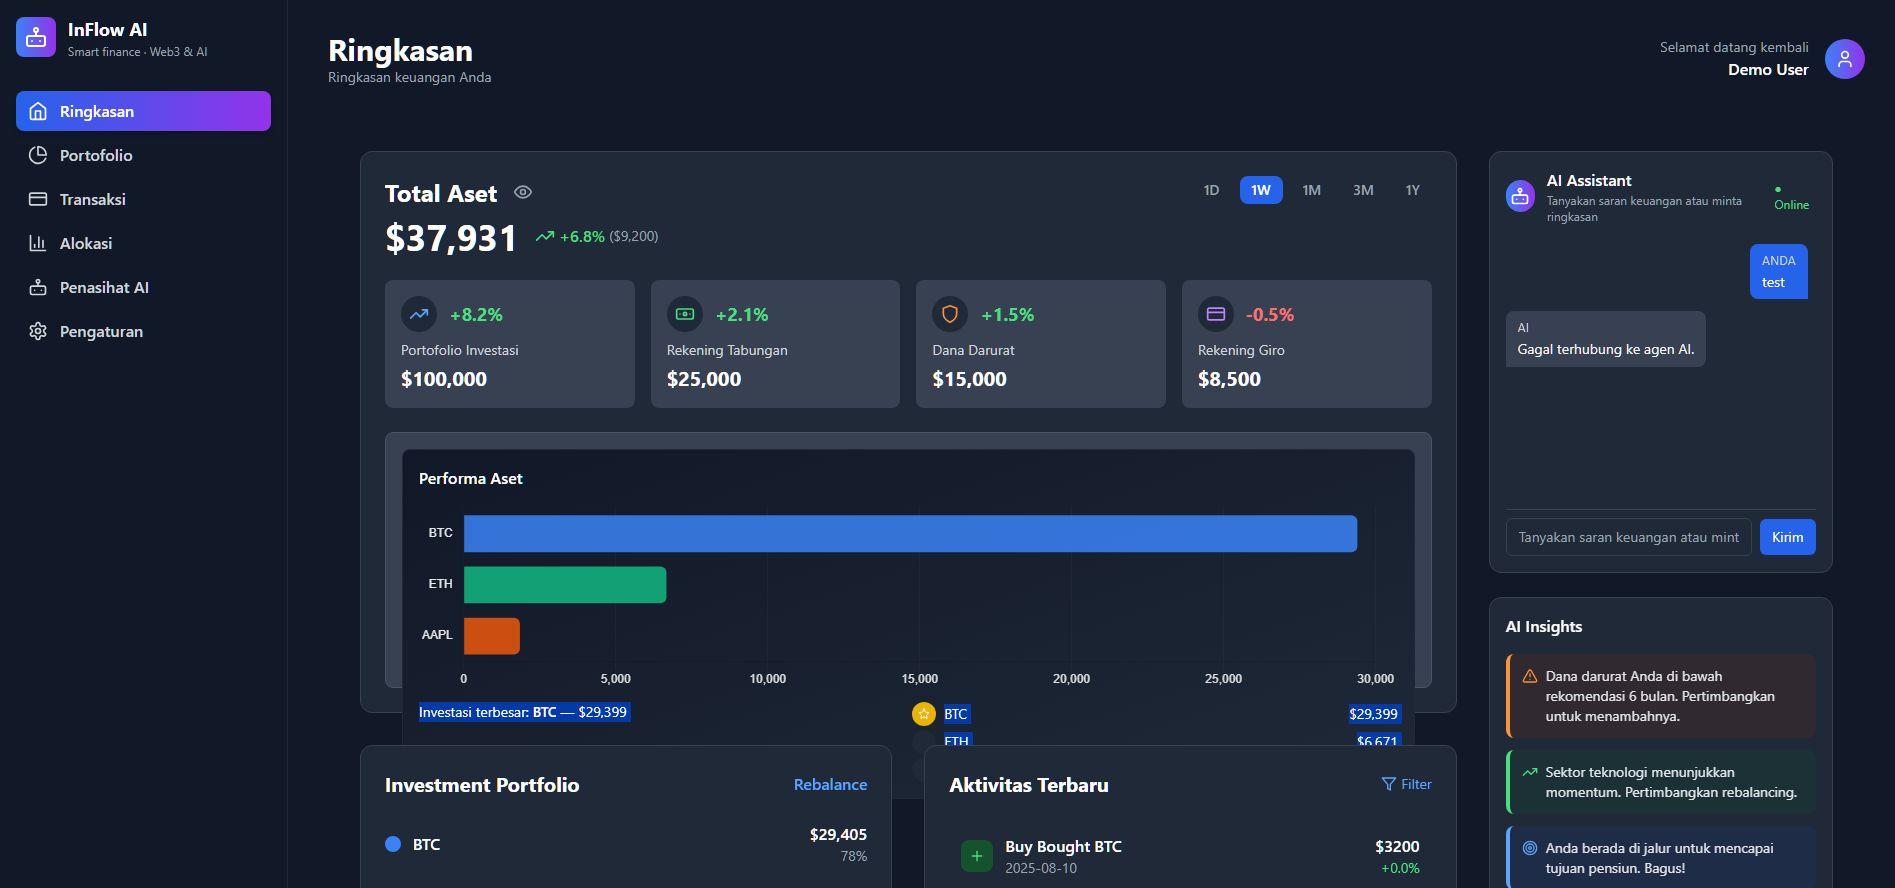 InFlow AI
Smart finance · Web3 & AI
Ringkasan
Portofolio
Transaksi
Alokasi
Penasihat AI
Pengaturan
Ringkasan
Ringkasan keuangan Anda
Selamat datang kembali
Demo User
Total Aset
1D 1W 1M 3M 1Y
$37,931 +6.8% ($9,200)
+8.2%
Portofolio Investasi
$100,000
+2.1%
Rekening Tabungan
$25,000
+1.5%
Dana Darurat
$15,000
-0.5%
Rekening Giro
$8,500
Performa Aset
BTC
ETH
AAPL
0 5,000 10,000 15,000 20,000 25,000 30,000
Investasi terbesar: BTC — $29,399
BTC $29,399
ETH $6,671
Investment Portfolio
Rebalance
BTC
$29,405
78%
Aktivitas Terbaru
Filter
Buy Bought BTC
2025-08-10
$3200
+0.0%
AI Assistant
Tanyakan saran keuangan atau minta
ringkasan
Online
ANDA
test
AI
Gagal terhubung ke agen AI.
Tanyakan saran keuangan atau mint
Kirim
AI Insights
Dana darurat Anda di bawah
rekomendasi 6 bulan. Pertimbangkan
untuk menambahnya.
Sektor teknologi menunjukkan
momentum. Pertimbangkan rebalancing.
Anda berada di jalur untuk mencapai
tujuan pensiun. Bagus!